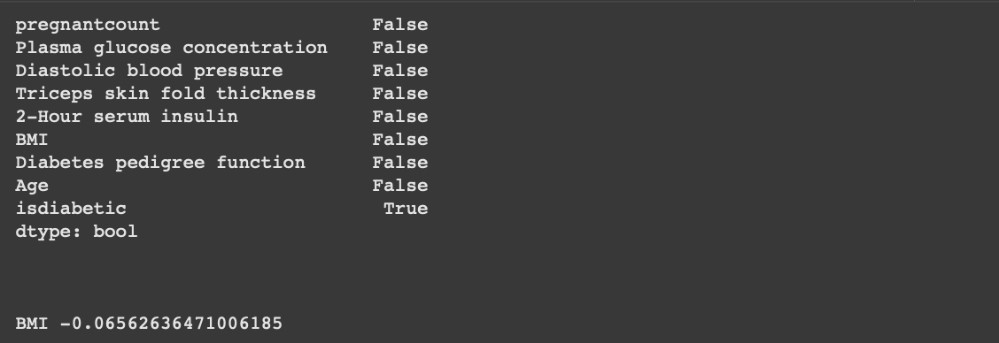 pregnantcount False
Plasma glucose concentration False
Diastolic blood pressure False
Triceps skin fold thickness False
2-Hour serum insulin False
BMI False
Diabetes pedigree function False
Age False
isdiabetic True
dtype: bool
BMI -0.06562636471006185